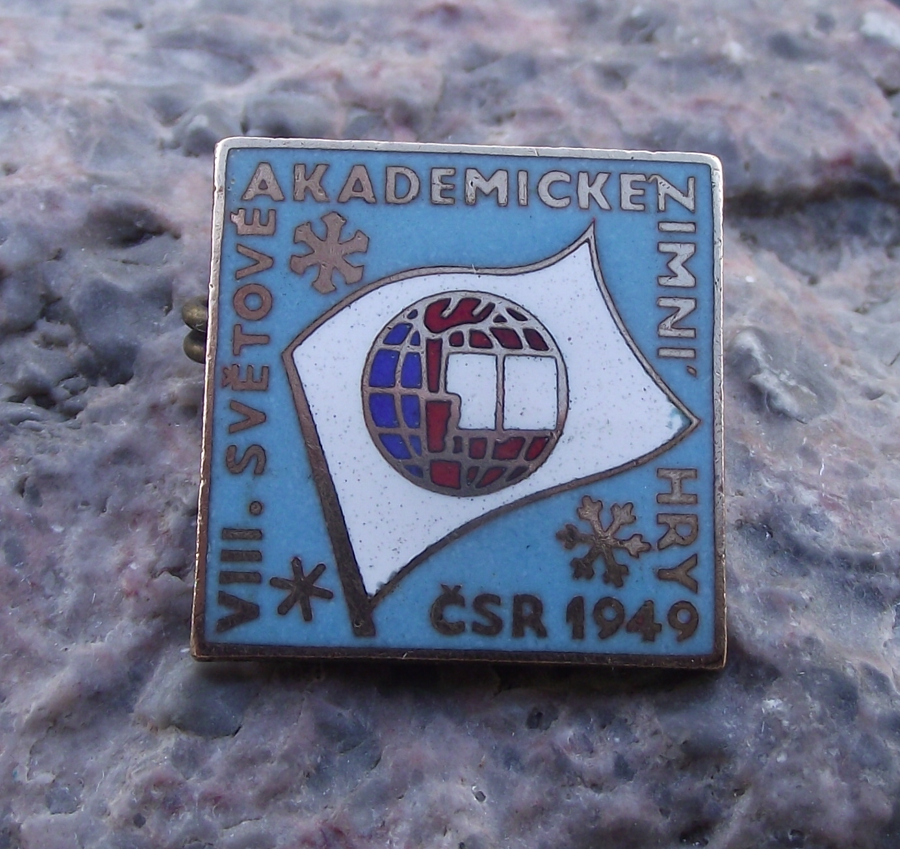 VIII. SVĚTOVÉ
AKADEMICKE
ZIMNÍ HRY
ČSR 1949